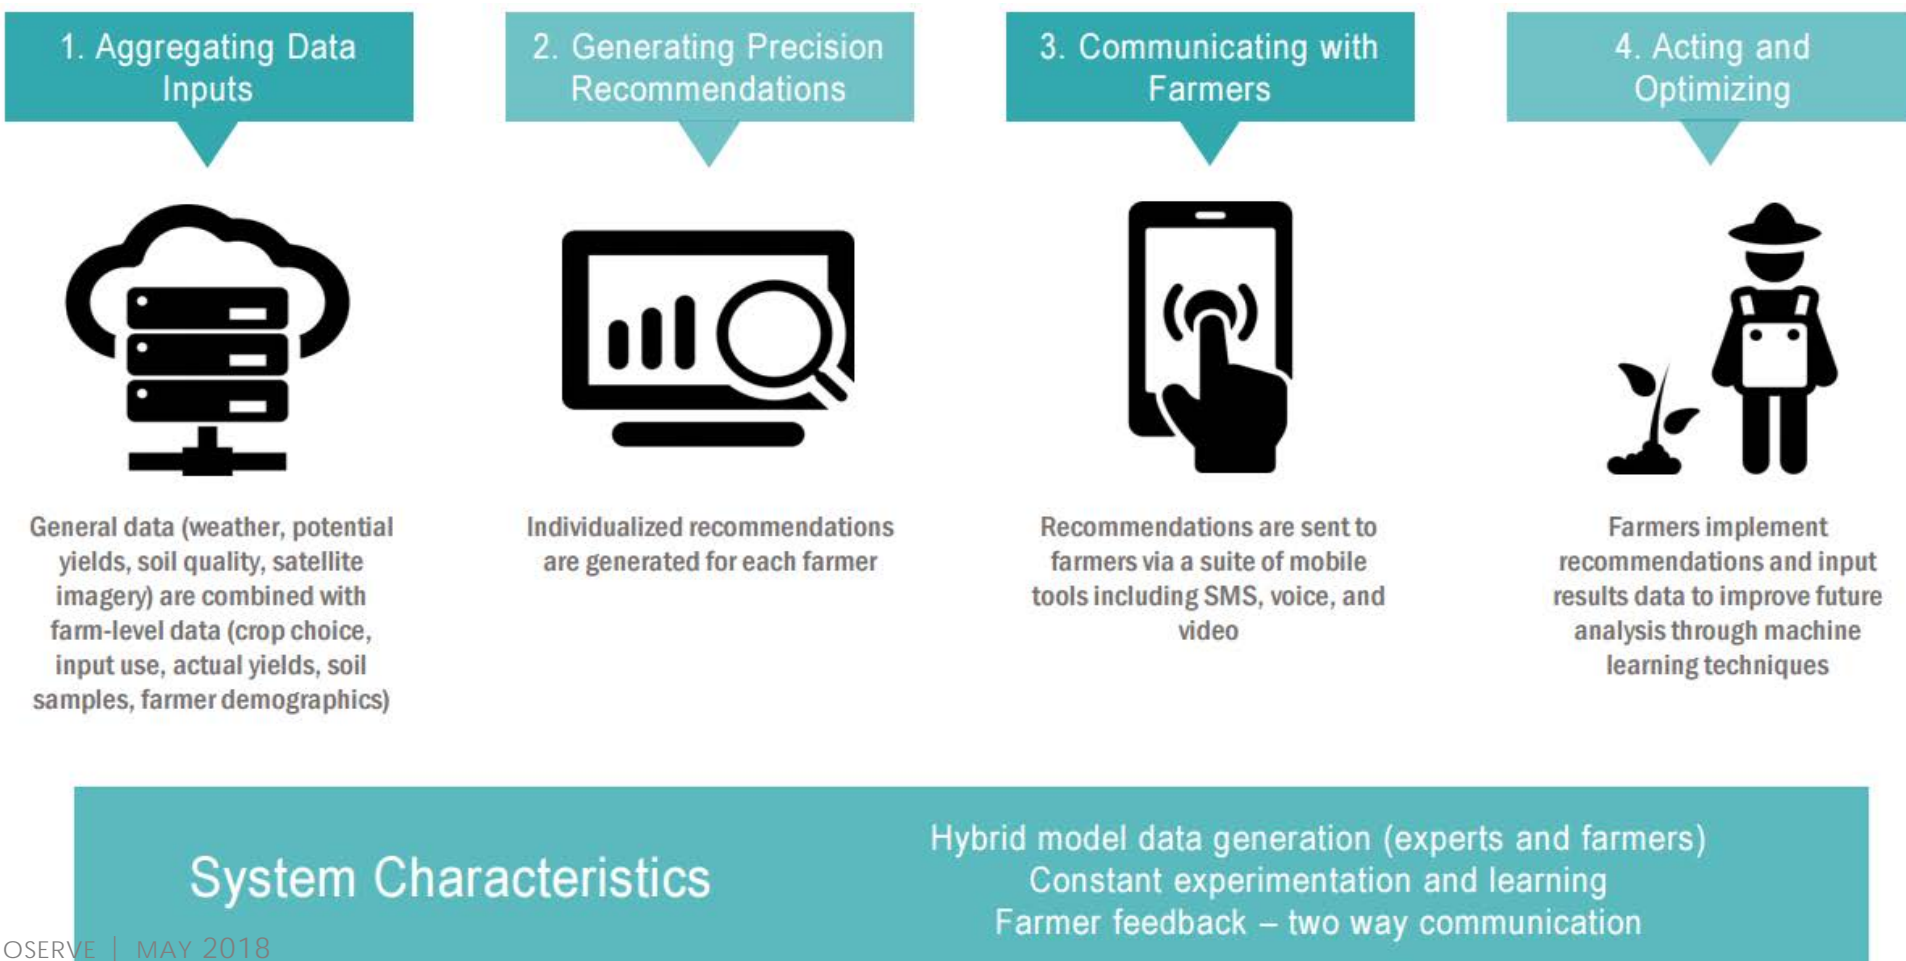 1. Aggregating Data
Inputs
2. Generating Precision
Recommendations
3. Communicating with
Farmers
4. Acting and
Optimizing
General data (weather, potential
yields, soil quality, satellite
imagery) are combined with
farm-level data (crop choice,
input use, actual yields, soil
samples, farmer demographics)
Individualized recommendations
are generated for each farmer
Recommendations are sent to
farmers via a suite of mobile
tools including SMS, voice, and
video
Farmers implement
recommendations and input
results data to improve future
analysis through machine
learning techniques
System Characteristics
Hybrid model data generation (experts and farmers)
Constant experimentation and learning
Farmer feedback – two way communication
OSERVE | MAY 2018